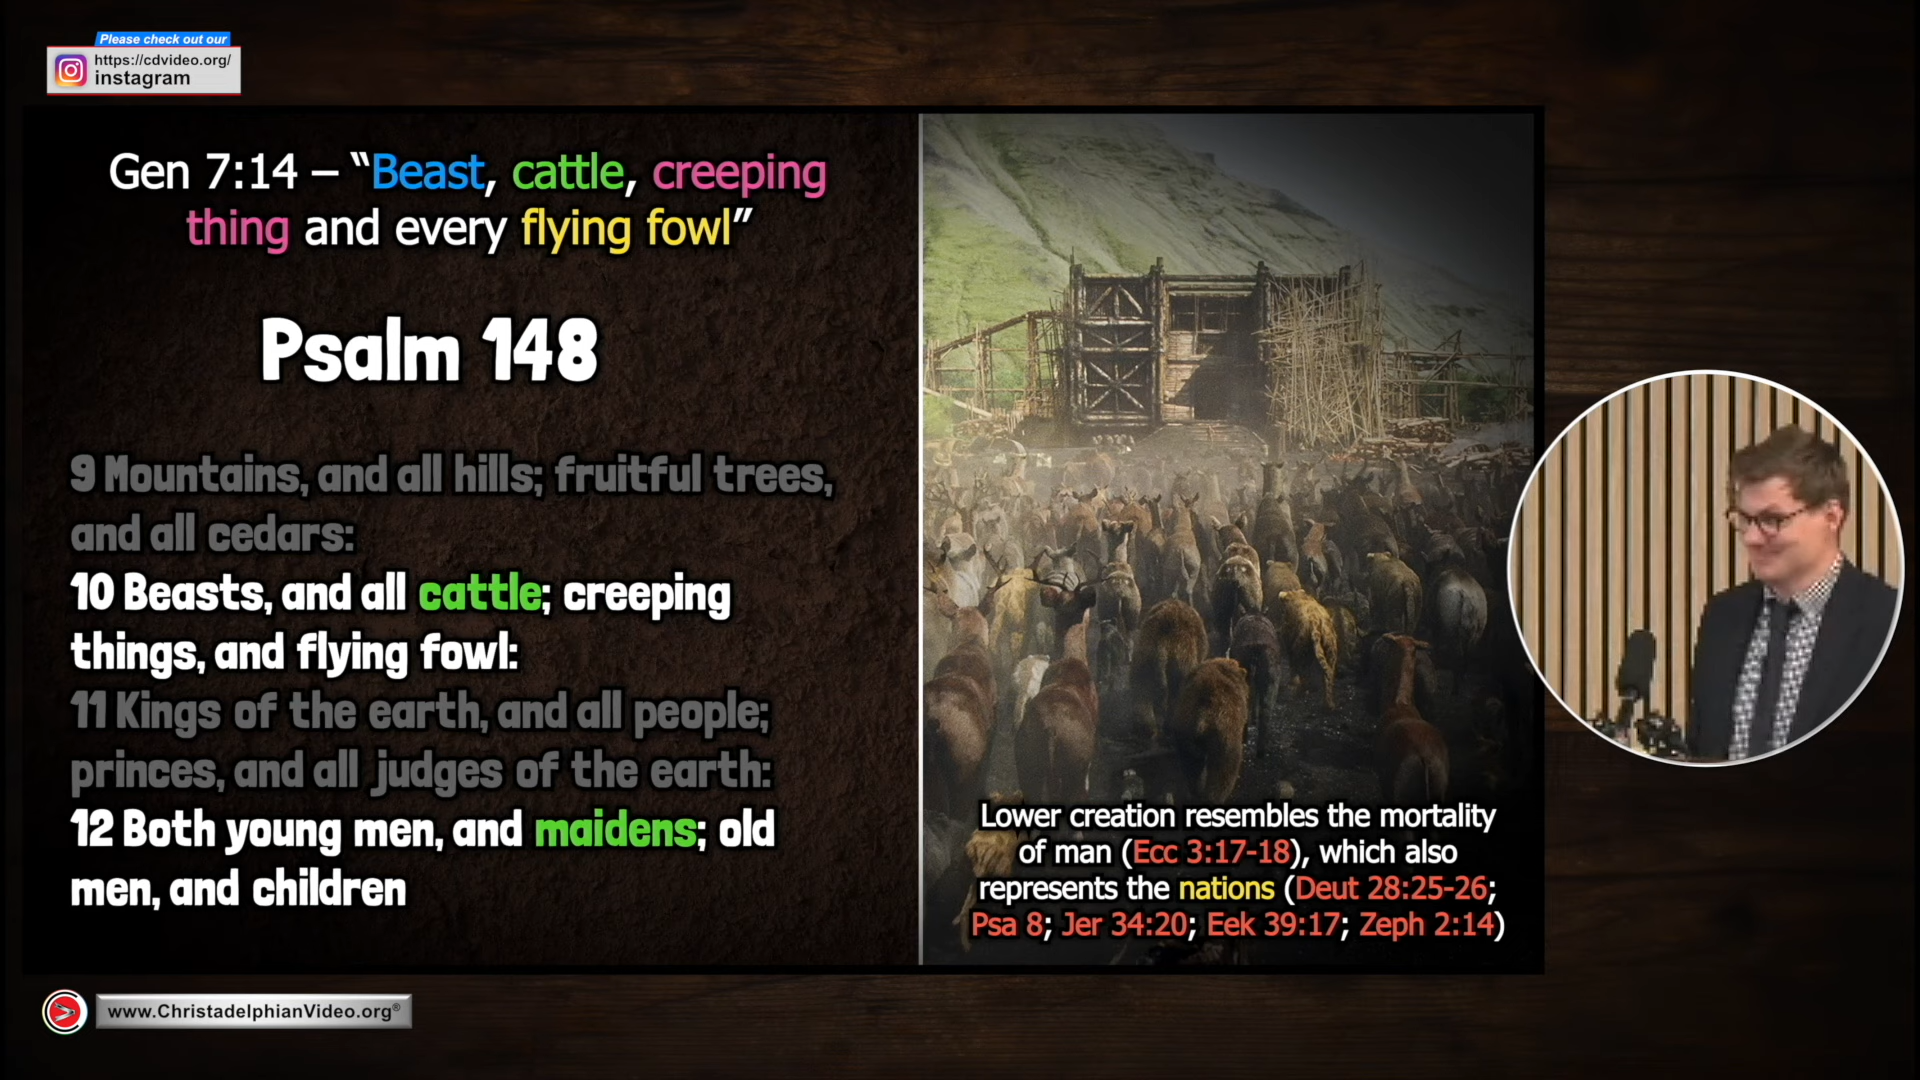 Please check out our
https://cdvideo.org/
instagram
Gen 7:14 – “Beast, cattle, creeping
thing and every flying fowl”
Psalm 148
9 Mountains, and all hills; fruitful trees,
and all cedars:
10 Beasts, and all cattle; creeping
things, and flying fowl:
11 Kings of the earth, and all people;
princes, and all judges of the earth:
12 Both young men, and maidens; old
men, and children
Lower creation resembles the mortality
of man (Ecc 3:17-18), which also
represents the nations (Deut 28:25-26;
Psa 8; Jer 34:20; Eek 39:17; Zeph 2:14)
www.ChristadelphianVideo.org®